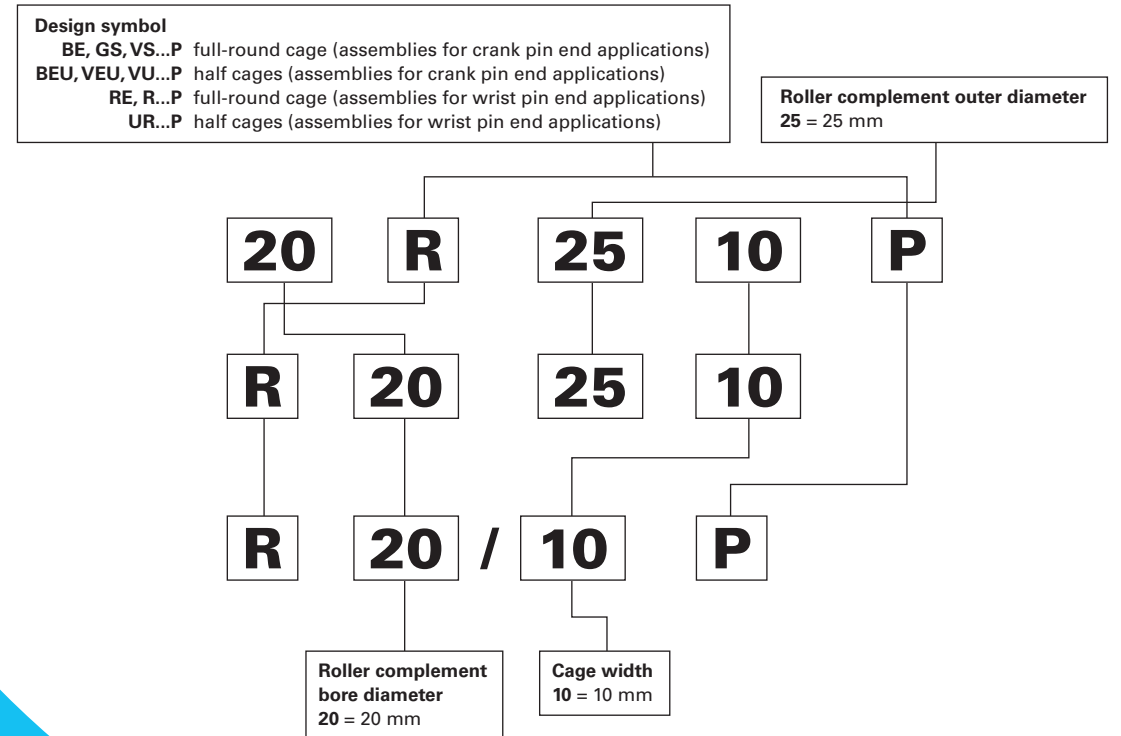 Design symbol
BE, GS, VS...P full-round cage (assemblies for crank pin end applications)
BEU, VEU, VU...P half cages (assemblies for crank pin end applications)
RE, R...P full-round cage (assemblies for wrist pin end applications)
UR...P half cages (assemblies for wrist pin end applications)
Roller complement outer diameter
25 = 25 mm
20 R 25 10 P
R 20 25 10
R 20 / 10 P
Roller complement
bore diameter
20 = 20 mm
Cage width
10 = 10 mm